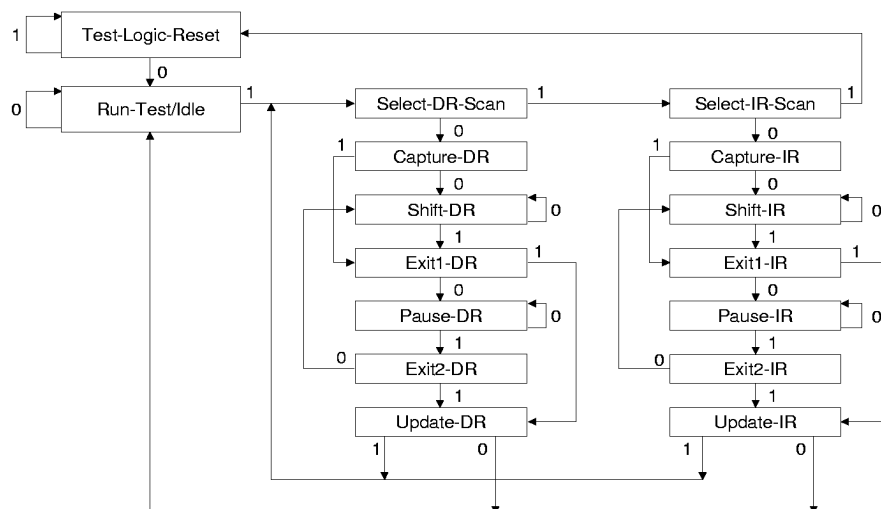 1 Test-Logic-Reset
0
0 Run-Test/Idle 1 Select-DR-Scan 1 Select-IR-Scan 1
0 0
1 Capture-DR 1 Capture-IR
0 0
Shift-DR 0 Shift-IR 0
1 1
Exit1-DR 1 Exit1-IR 1
0 0
Pause-DR 0 Pause-IR 0
1 1
0 Exit2-DR 0 Exit2-IR
1 1
Update-DR Update-IR
1 0 1 0